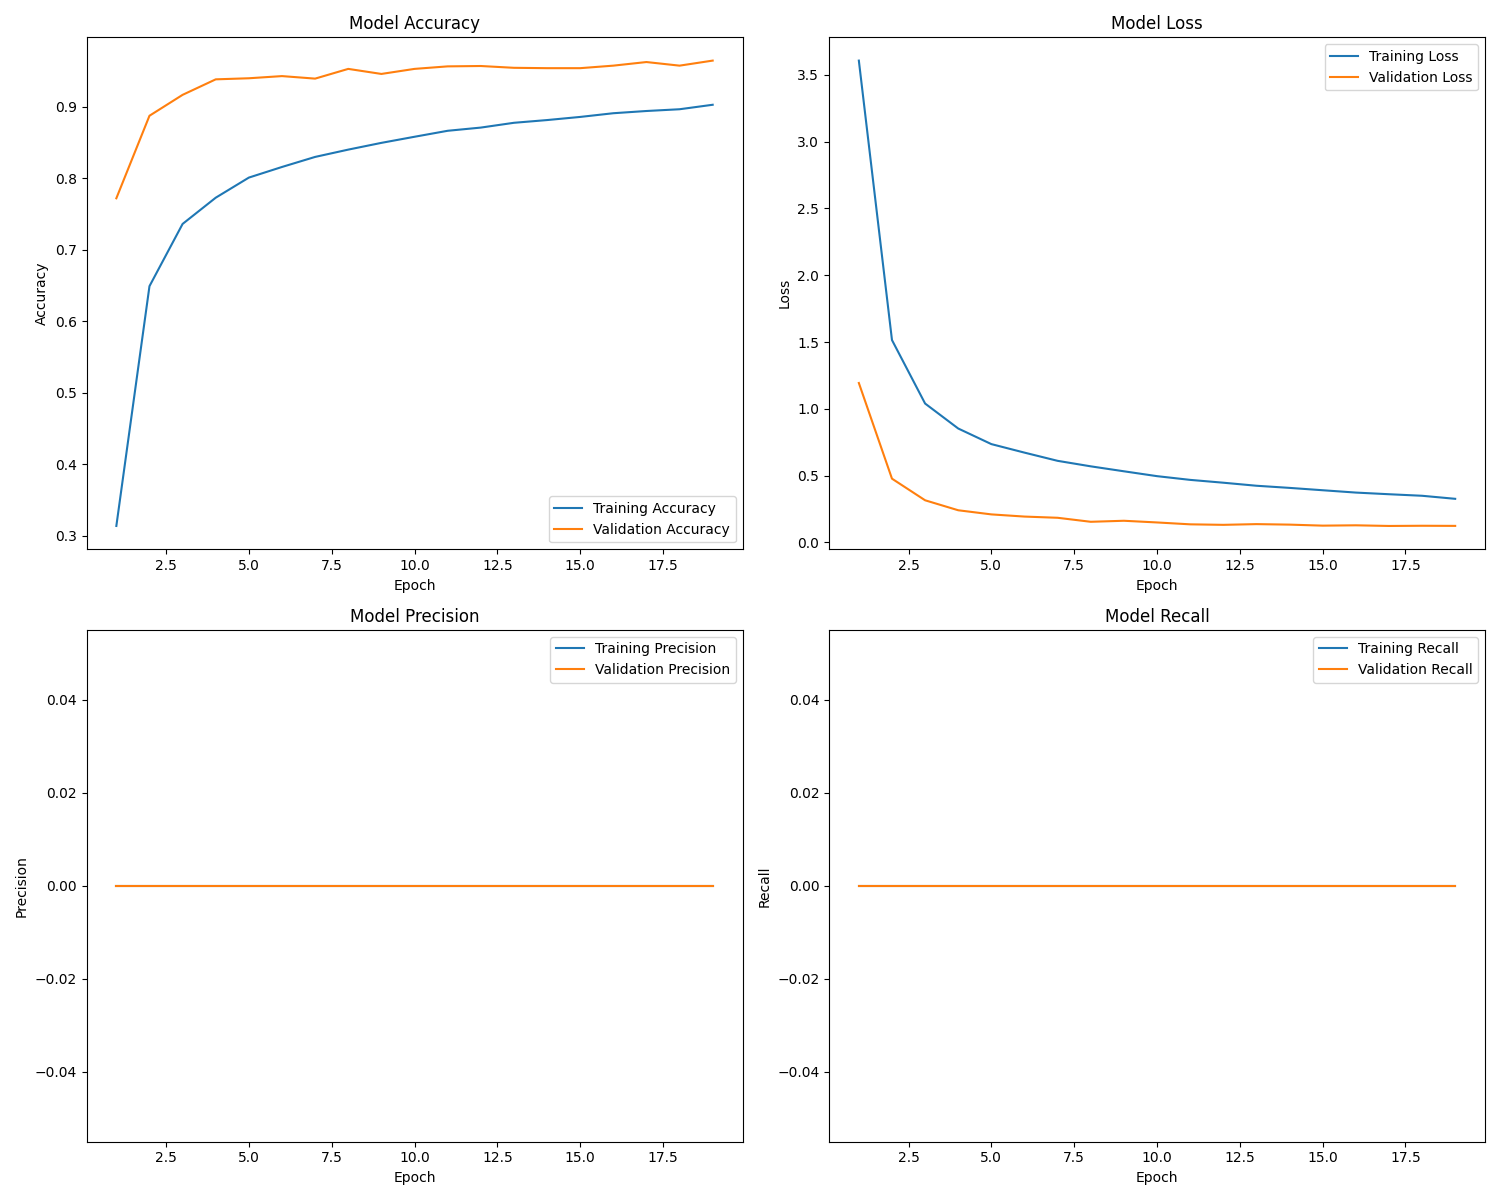 Model Accuracy
0.9
0.8
0.7
0.6
0.5
0.4
0.3
Accuracy
Training Accuracy
Validation Accuracy
2.5 5.0 7.5 10.0 12.5 15.0 17.5
Epoch
Model Loss
3.5
3.0
2.5
2.0
1.5
1.0
0.5
0.0
Loss
Training Loss
Validation Loss
2.5 5.0 7.5 10.0 12.5 15.0 17.5
Epoch
Model Precision
0.04
0.02
0.00
−0.02
−0.04
Precision
Training Precision
Validation Precision
2.5 5.0 7.5 10.0 12.5 15.0 17.5
Epoch
Model Recall
0.04
0.02
0.00
−0.02
−0.04
Recall
Training Recall
Validation Recall
2.5 5.0 7.5 10.0 12.5 15.0 17.5
Epoch